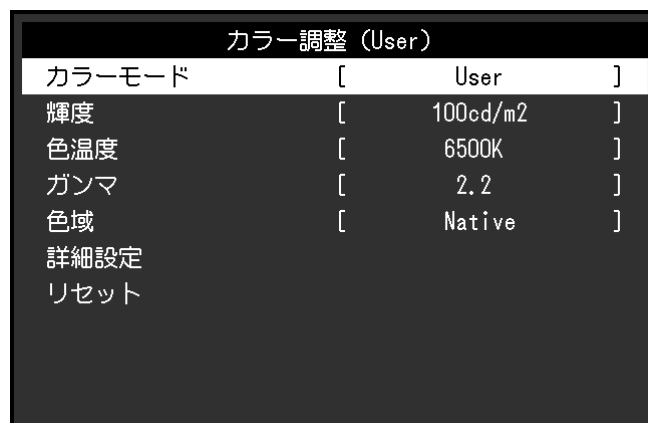 カラー調整（User）
カラーモード [ User ]
輝度 [ 100cd/m2 ]
色温度 [ 6500K ]
ガンマ [ 2.2 ]
色域 [ Native ]
詳細設定
リセット